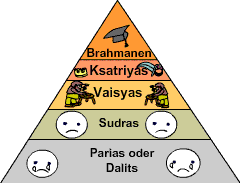 Brahmanen
Ksatriyas
Vaisyas
Sudras
Parias oder
Dalits